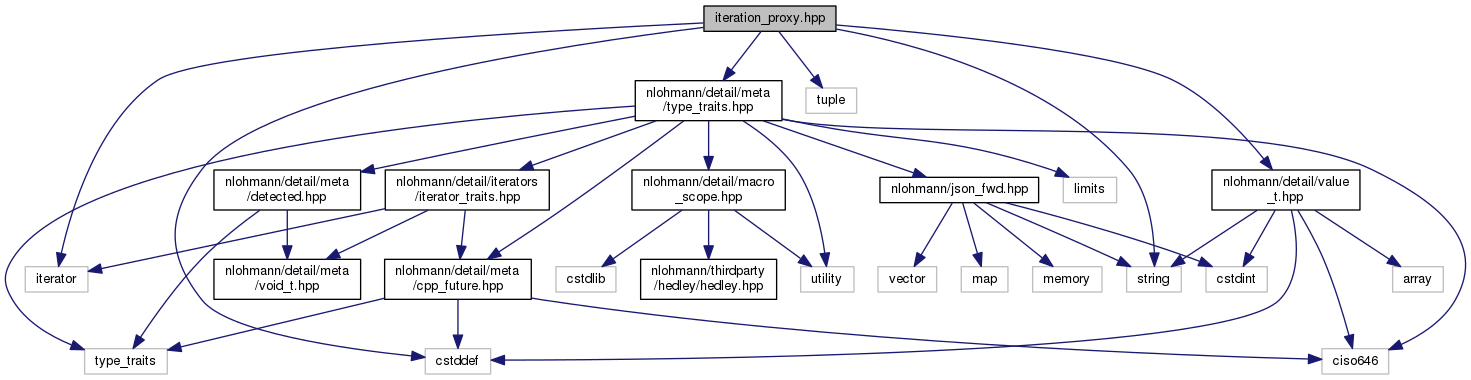 iteration_proxy.hpp
nlohmann/detail/meta
/type_traits.hpp
tuple
nlohmann/detail/meta
/detected.hpp
nlohmann/detail/iterators
/iterator_traits.hpp
nlohmann/detail/macro
_scope.hpp
nlohmann/json_fwd.hpp
limits
nlohmann/detail/value
_t.hpp
iterator
nlohmann/detail/meta
/void_t.hpp
nlohmann/detail/meta
/cpp_future.hpp
cstdlib
nlohmann/thirdparty
/hedley/hedley.hpp
utility
vector
map
memory
string
cstdint
array
type_traits
cstddef
ciso646